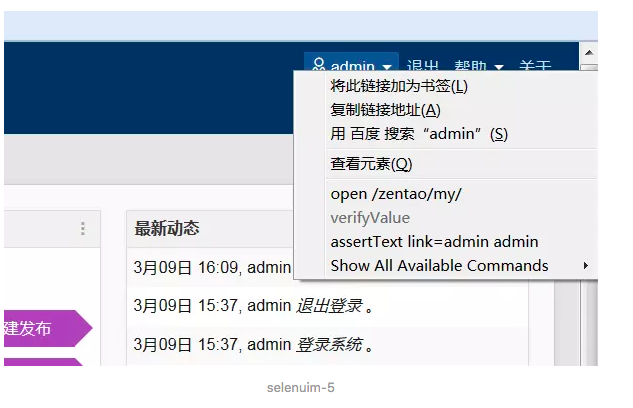 admin 退出 帮助 关于
将此链接加为书签(L)
复制链接地址(A)
用 百度 搜索“admin”(S)
查看元素(Q)
open /zentao/my/
verifyValue
assertText link=admin admin
Show All Available Commands
最新动态
3月09日 16:09, admin
3月09日 15:37, admin 退出登录 。
建发布
3月09日 15:37, admin 登录系统 。
selenuim-5